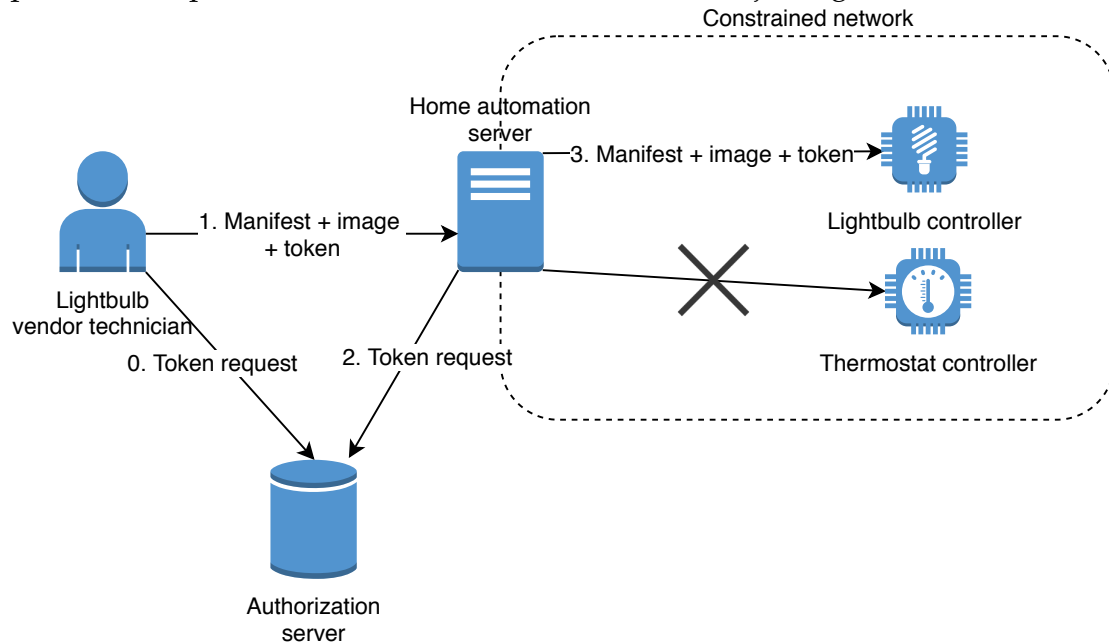 Constrained network
Home automation
server
3. Manifest + image + token
1. Manifest + image
+ token
Lightbulb controller
Lightbulb
vendor technician
0. Token request
2. Token request
Thermostat controller
Authorization
server